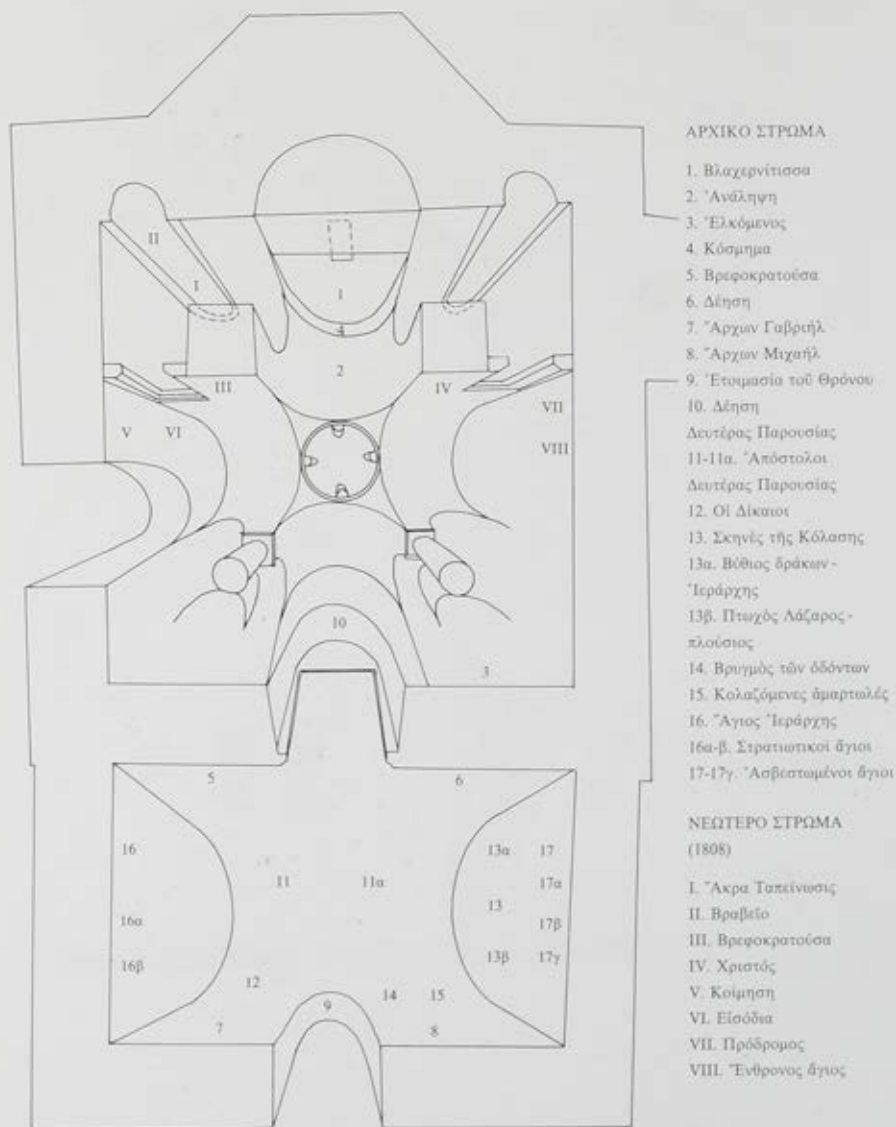 II
I
1
4
2
III
IV
V
VI
VII
VIII
10
3
5
6
16
13α
17
11
11α
17α
13
16α
17β
13β
17γ
16β
12
14
15
9
7
8
ΑΡΧΙΚΟ ΣΤΡΩΜΑ
1. Βλαχερνίτισσα
2. Ἀνάληψη
3. Ἑλκόμενος
4. Κόσμημα
5. Βρεφοκρατοῦσα
6. Δέηση
7. Ἄρχων Γαβριήλ
8. Ἄρχων Μιχαήλ
9. Ἑτοιμασία τοῦ Θρόνου
10. Δέηση
Δευτέρας Παρουσίας
11-11α. Ἀπόστολοι
Δευτέρας Παρουσίας
12. Οἱ Δίκαιοι
13. Σκηνὲς τῆς Κόλασης
13α. Βύθιος δράκων -
Ἱεράρχης
13β. Πτωχὸς Λάζαρος -
πλούσιος
14. Βρυγμὸς τῶν ὀδόντων
15. Κολαζόμενες ἁμαρτωλές
16. Ἅγιος Ἱεράρχης
16α-β. Στρατιωτικοὶ ἅγιοι
17-17γ. Ἀσβεστωμένοι ἅγιοι
ΝΕΩΤΕΡΟ ΣΤΡΩΜΑ
(1808)
I. Ἄκρα Ταπείνωσις
II. Βραβεῖο
III. Βρεφοκρατοῦσα
IV. Χριστός
V. Κοίμηση
VI. Εἰσόδια
VII. Πρόδρομος
VIII. Ἔνθρονος ἅγιος